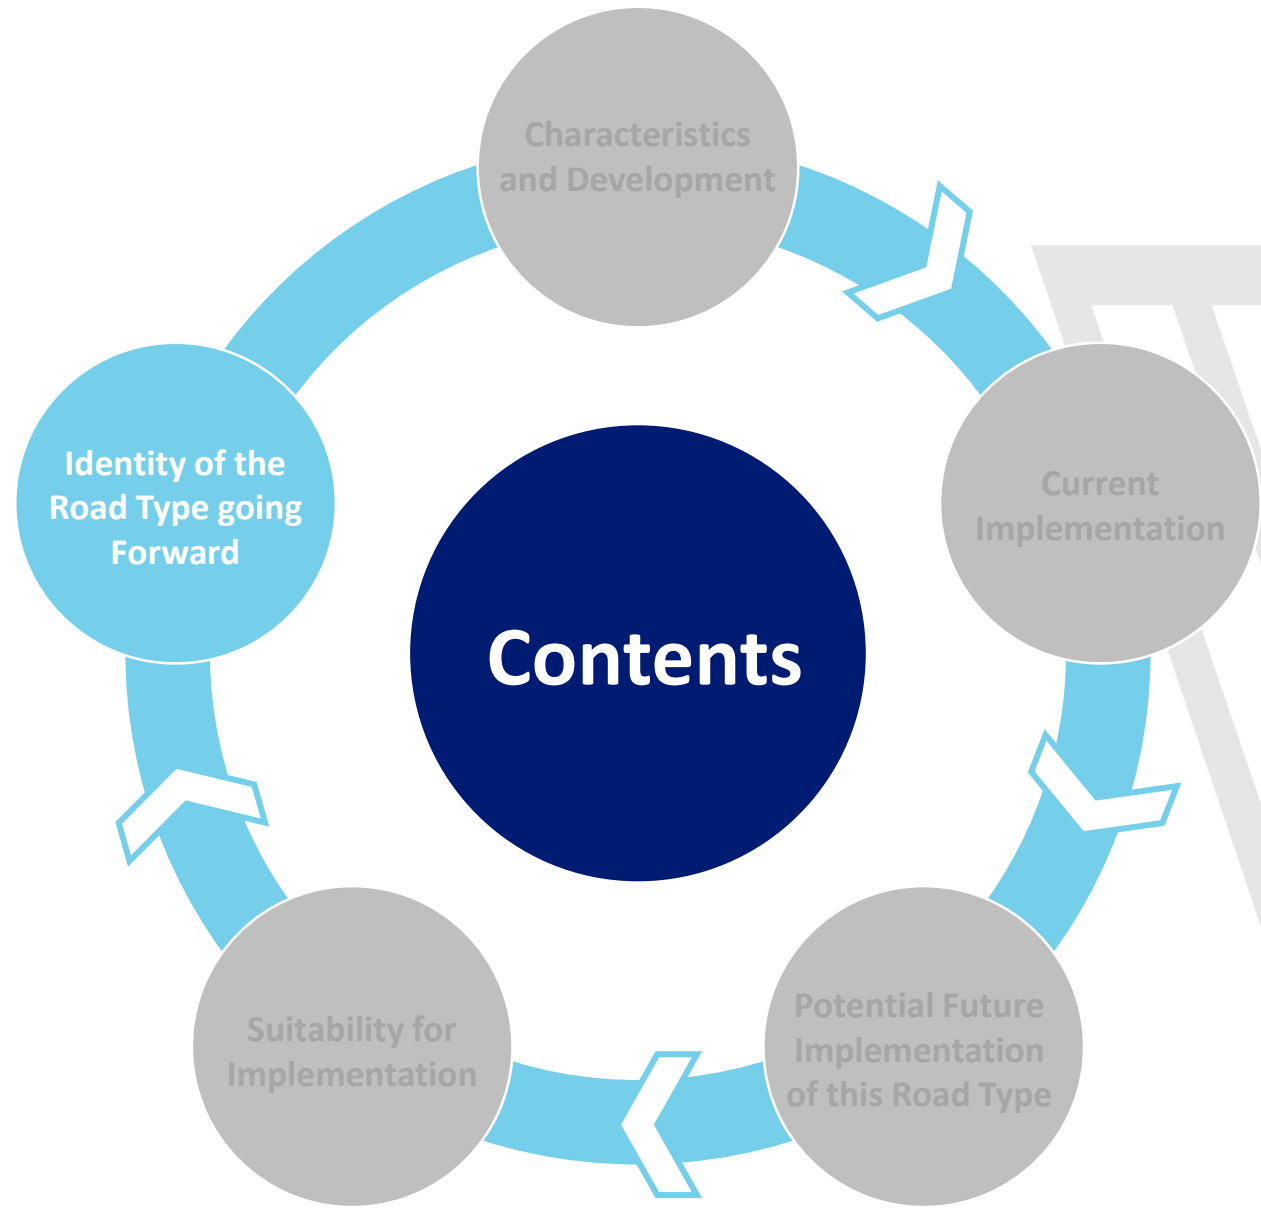 Characteristics
and Development
Current
Implementation
Potential Future
Implementation
of this Road Type
Suitability for
Implementation
Identity of the
Road Type going
Forward
Contents